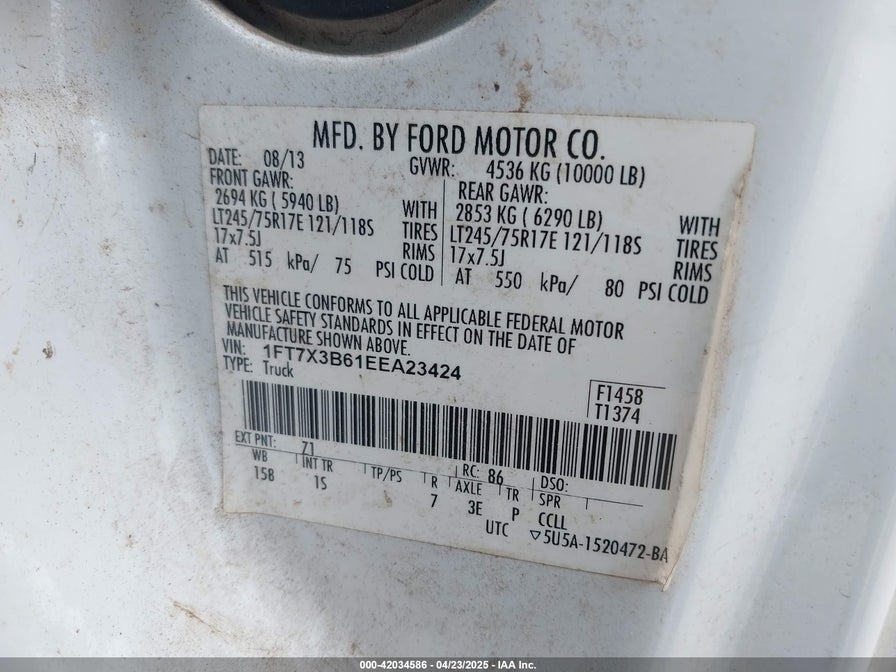 MFD. BY FORD MOTOR CO.
DATE: 08/13 GVWR: 4536 KG (10000 LB)
FRONT GAWR: REAR GAWR:
2694 KG ( 5940 LB) WITH 2853 KG ( 6290 LB) WITH
LT245/75R17E 121/118S TIRES LT245/75R17E 121/118S TIRES
17x7.5J RIMS 17x7.5J RIMS
AT 515 kPa/ 75 PSI COLD AT 550 kPa/ 80 PSI COLD
THIS VEHICLE CONFORMS TO ALL APPLICABLE FEDERAL MOTOR
VEHICLE SAFETY STANDARDS IN EFFECT ON THE DATE OF
MANUFACTURE SHOWN ABOVE.
VIN: 1FT7X3B61EEA23424
TYPE: Truck
F1458
T1374
EXT PNT: 71 RC: 86 DSO:
WB INT TR TP/PS R AXLE TR SPR
158 1S 7 3E P CCLL
UTC ▽5U5A-1520472-BA
000-42034586 - 04/23/2025 - IAA Inc.